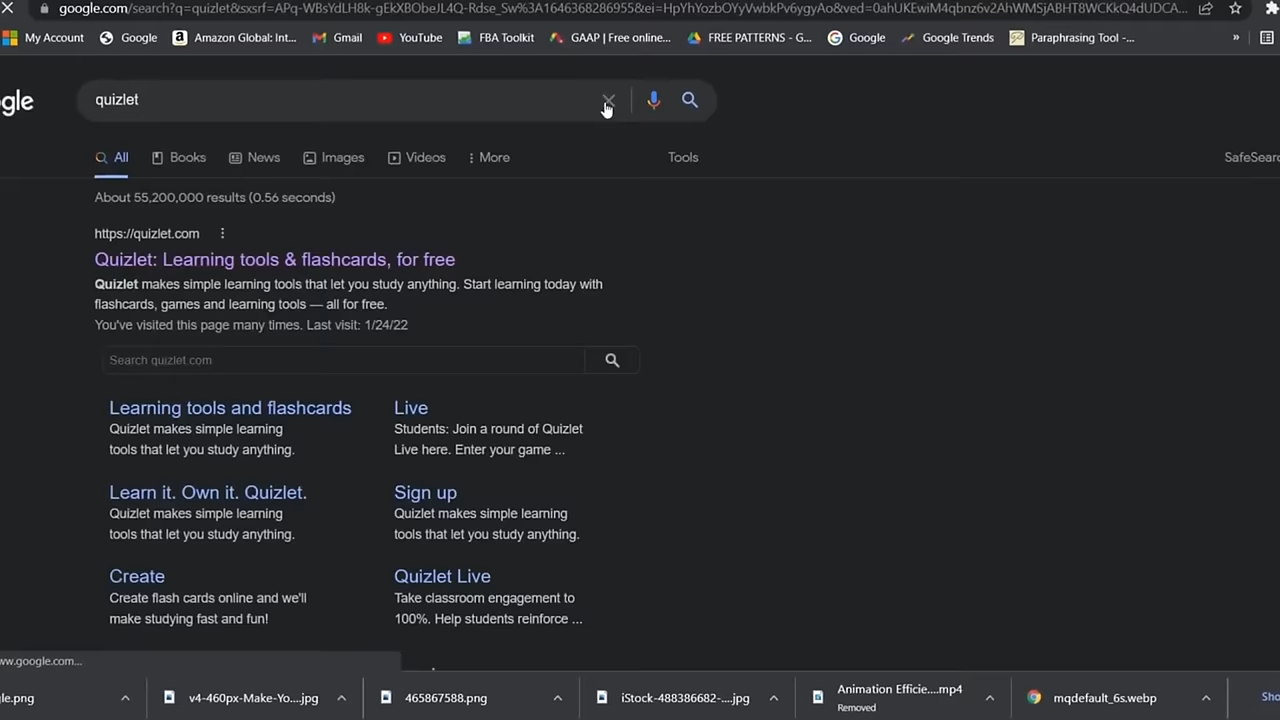 google.com/search?q=quizlet&sxsrf=APq-WBsYdLH8k-gEkXBObeJL4Q-Rdse_Sw%3A1646368286955&ei=HpYhYozbOYyVwbkPv6ygyAo&ved=0ahUKEwiM4qbnz6v2AhWMSjABHT8WCKkQ4dUDCA...
My Account Google Amazon Global: Int... Gmail YouTube FBA Toolkit GAAP | Free online... FREE PATTERNS - G... Google Google Trends Paraphrasing Tool -... »
gle quizlet
All Books News Images Videos More Tools SafeSearc
About 55,200,000 results (0.56 seconds)
https://quizlet.com
Quizlet: Learning tools & flashcards, for free
Quizlet makes simple learning tools that let you study anything. Start learning today with
flashcards, games and learning tools — all for free.
You've visited this page many times. Last visit: 1/24/22
Search quizlet.com
Learning tools and flashcards
Quizlet makes simple learning
tools that let you study anything.
Live
Students: Join a round of Quizlet
Live here. Enter your game ...
Learn it. Own it. Quizlet.
Quizlet makes simple learning
tools that let you study anything.
Sign up
Quizlet makes simple learning
tools that let you study anything.
Create
Create flash cards online and we'll
make studying fast and fun!
Quizlet Live
Take classroom engagement to
100%. Help students reinforce ...
ww.google.com...
gle.png v4-460px-Make-Yo....jpg 465867588.png iStock-488386682-....jpg Animation Efficie....mp4 mqdefault_6s.webp Sho
Removed